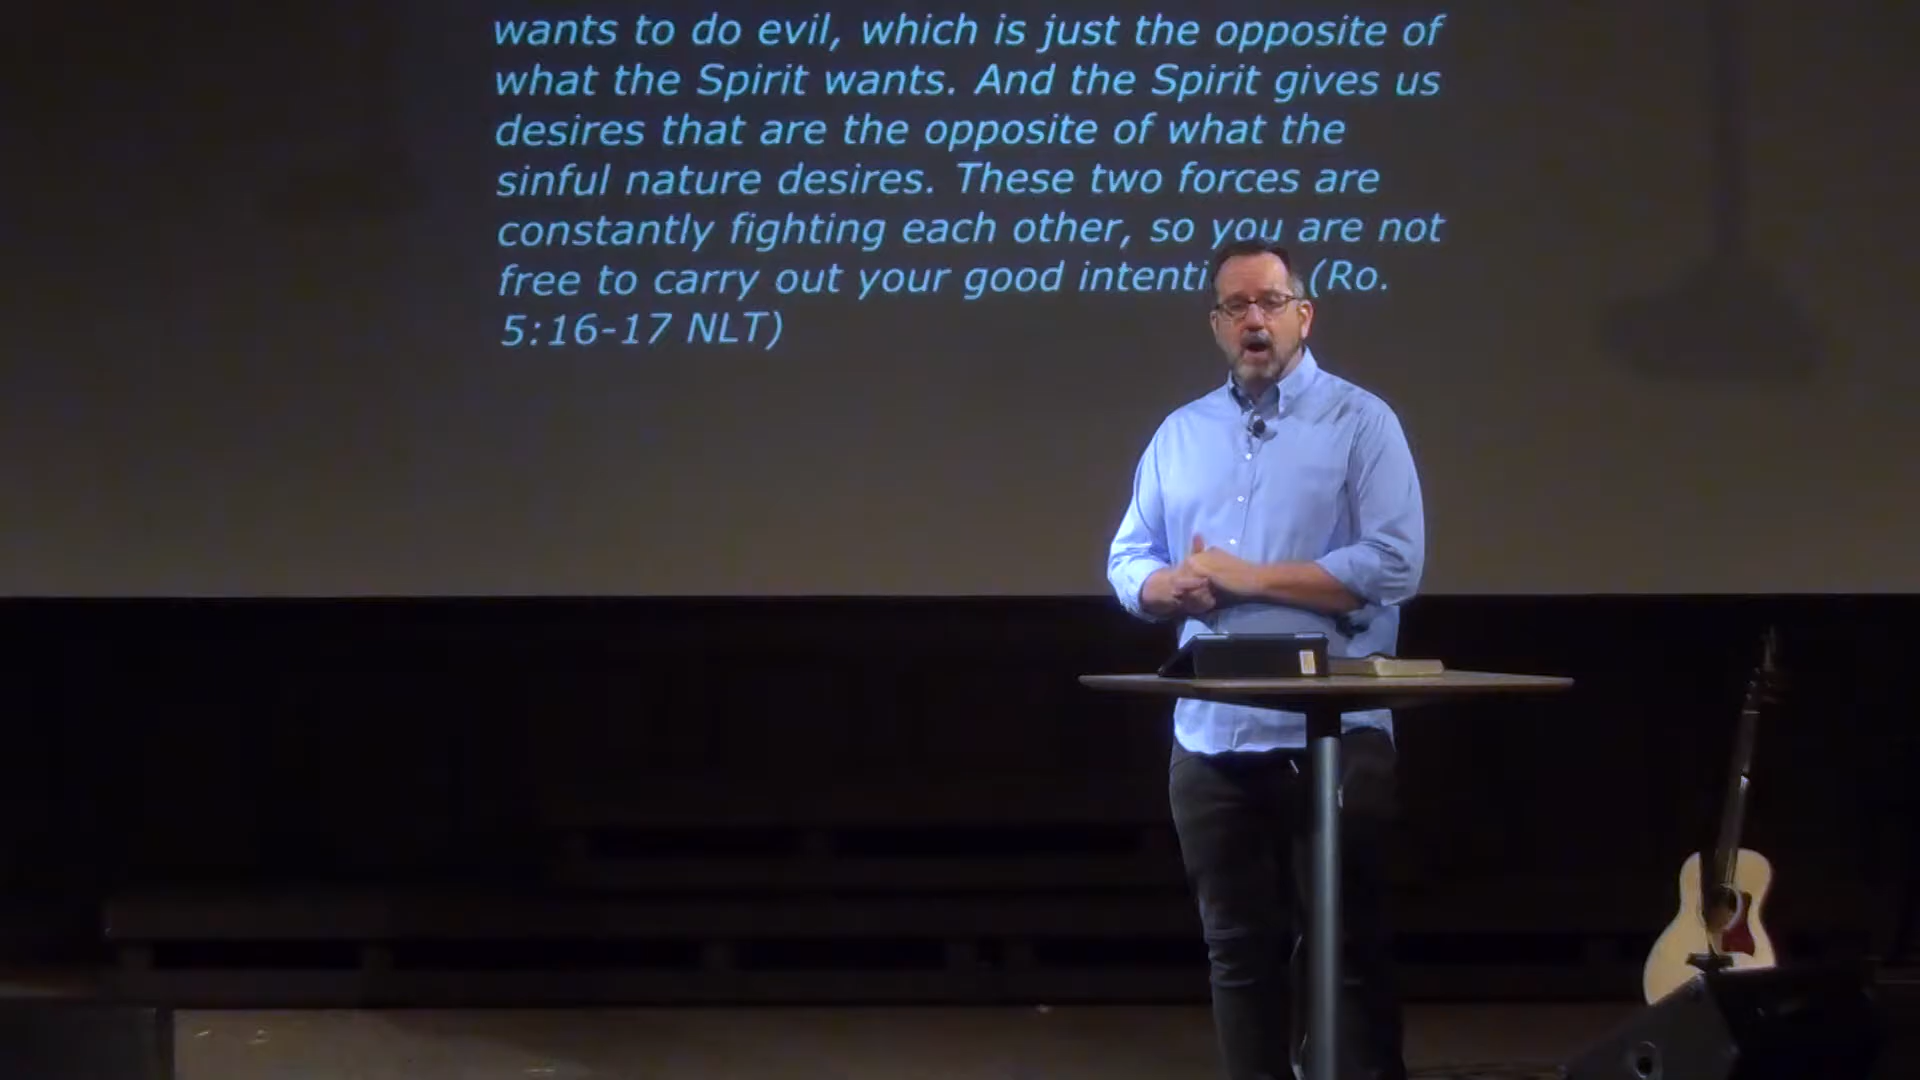 wants to do evil, which is just the opposite of
what the Spirit wants. And the Spirit gives us
desires that are the opposite of what the
sinful nature desires. These two forces are
constantly fighting each other, so you are not
free to carry out your good intenti (Ro.
5:16-17 NLT)